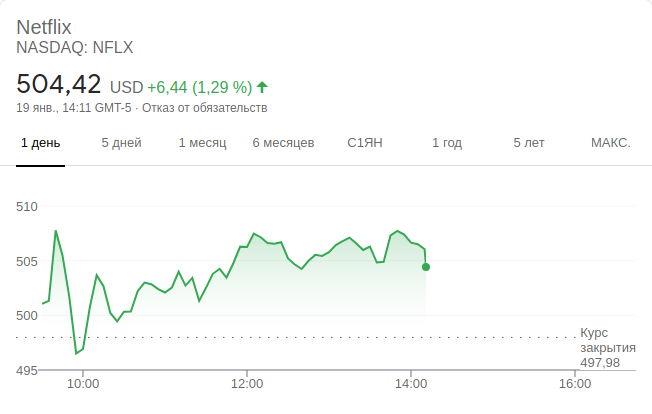 Netflix
NASDAQ: NFLX
504,42 USD +6,44 (1,29 %)
19 янв., 14:11 GMT-5 · Отказ от обязательств
1 день 5 дней 1 месяц 6 месяцев С1ЯН 1 год 5 лет МАКС.
510
505
500
Курс
закрытия
497,98
495
10:00 12:00 14:00 16:00